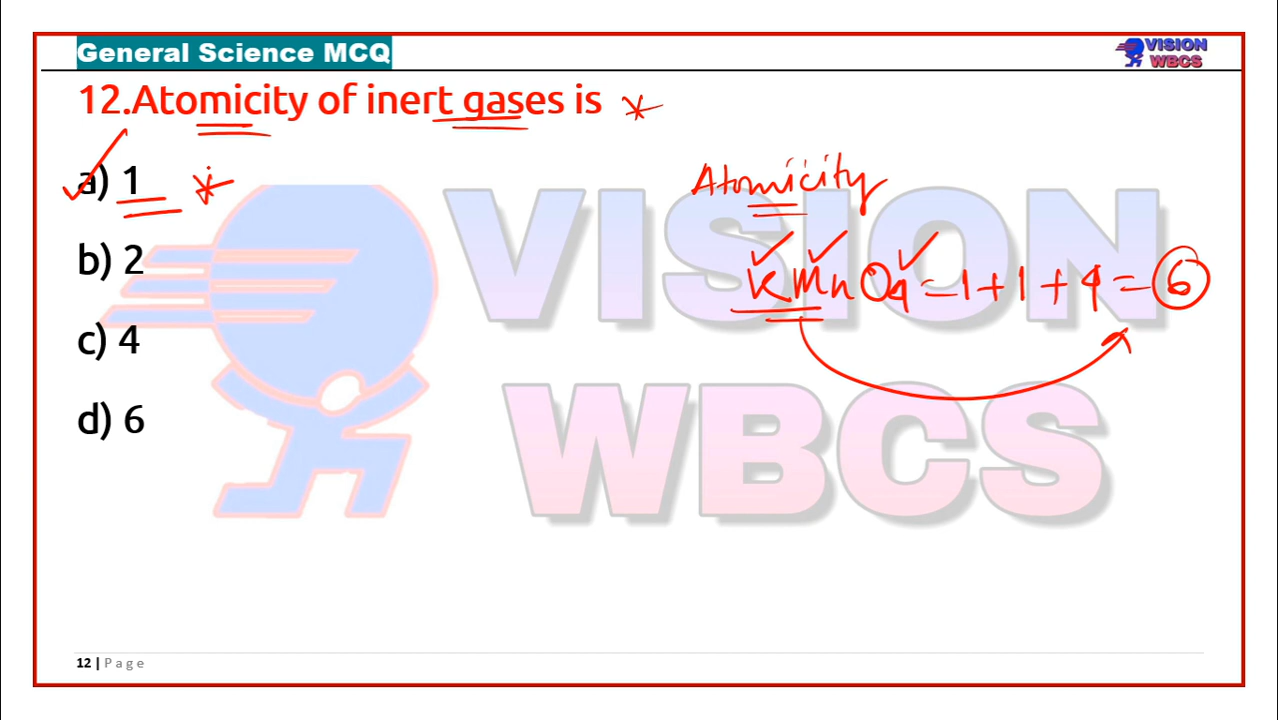 General Science MCQ
VISION
WBCS
12.Atomicity of inert gases is *
a) 1 *
b) 2
c) 4
d) 6
Atomicity
KMnO4 = 1 + 1 + 4 = 6
VISION
WBCS
12 | Page